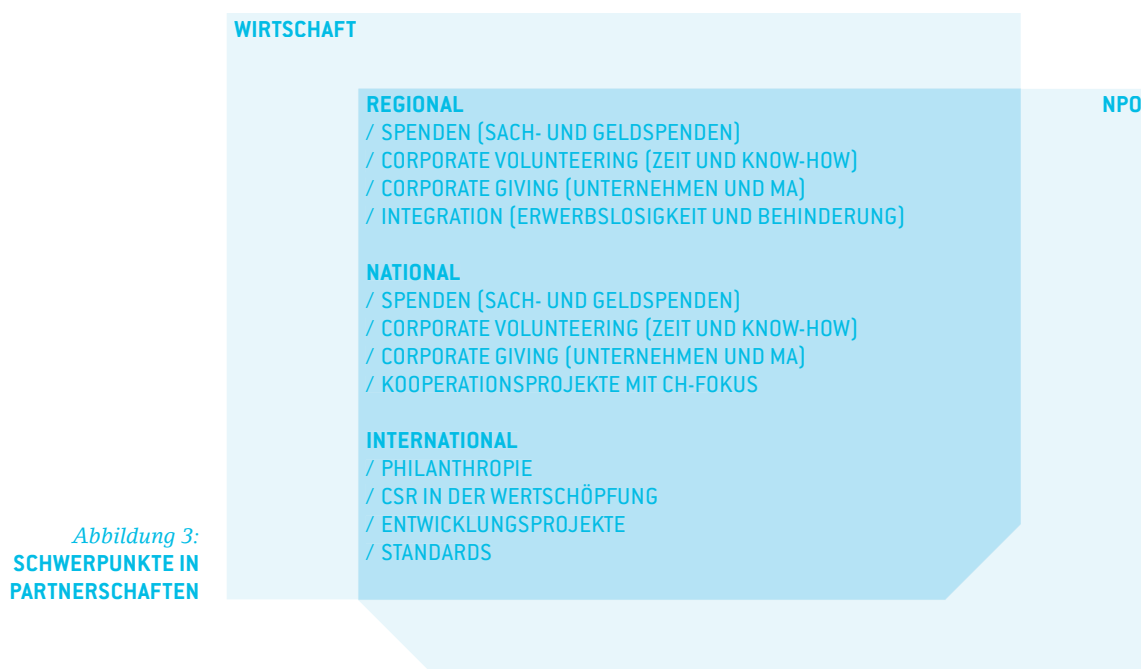 WIRTSCHAFT
NPO
REGIONAL
/ SPENDEN (SACH- UND GELDSPENDEN)
/ CORPORATE VOLUNTEERING (ZEIT UND KNOW-HOW)
/ CORPORATE GIVING (UNTERNEHMEN UND MA)
/ INTEGRATION (ERWERBSLOSIGKEIT UND BEHINDERUNG)
NATIONAL
/ SPENDEN (SACH- UND GELDSPENDEN)
/ CORPORATE VOLUNTEERING (ZEIT UND KNOW-HOW)
/ CORPORATE GIVING (UNTERNEHMEN UND MA)
/ KOOPERATIONSPROJEKTE MIT CH-FOKUS
INTERNATIONAL
/ PHILANTHROPIE
/ CSR IN DER WERTSCHÖPFUNG
/ ENTWICKLUNGSPROJEKTE
/ STANDARDS
Abbildung 3:
SCHWERPUNKTE IN
PARTNERSCHAFTEN